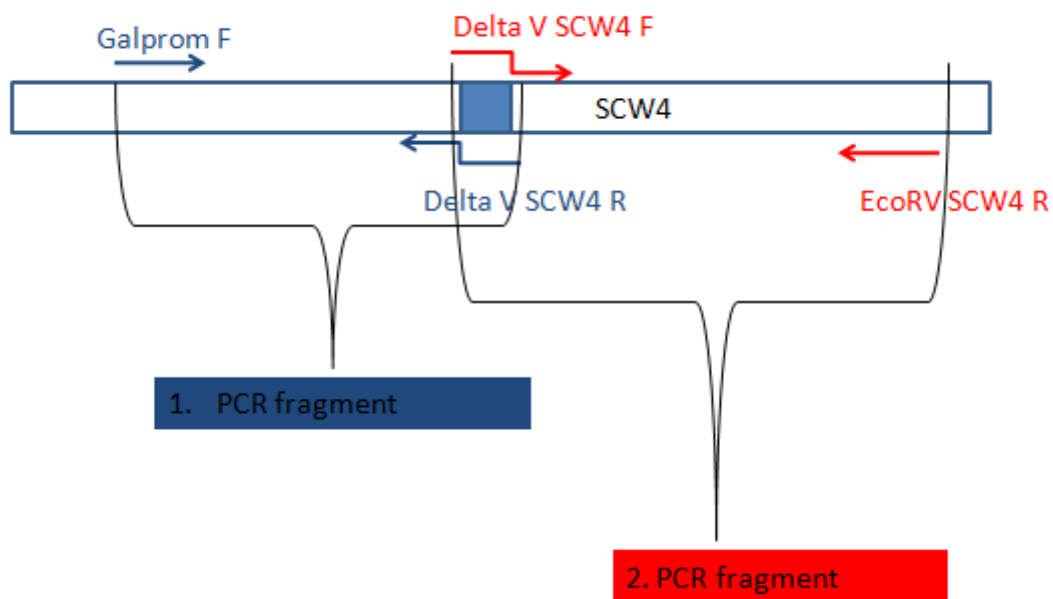 Delta V SCW4 F
Galprom F
SCW4
Delta V SCW4 R
EcoRV SCW4 R
1. PCR fragment
2. PCR fragment